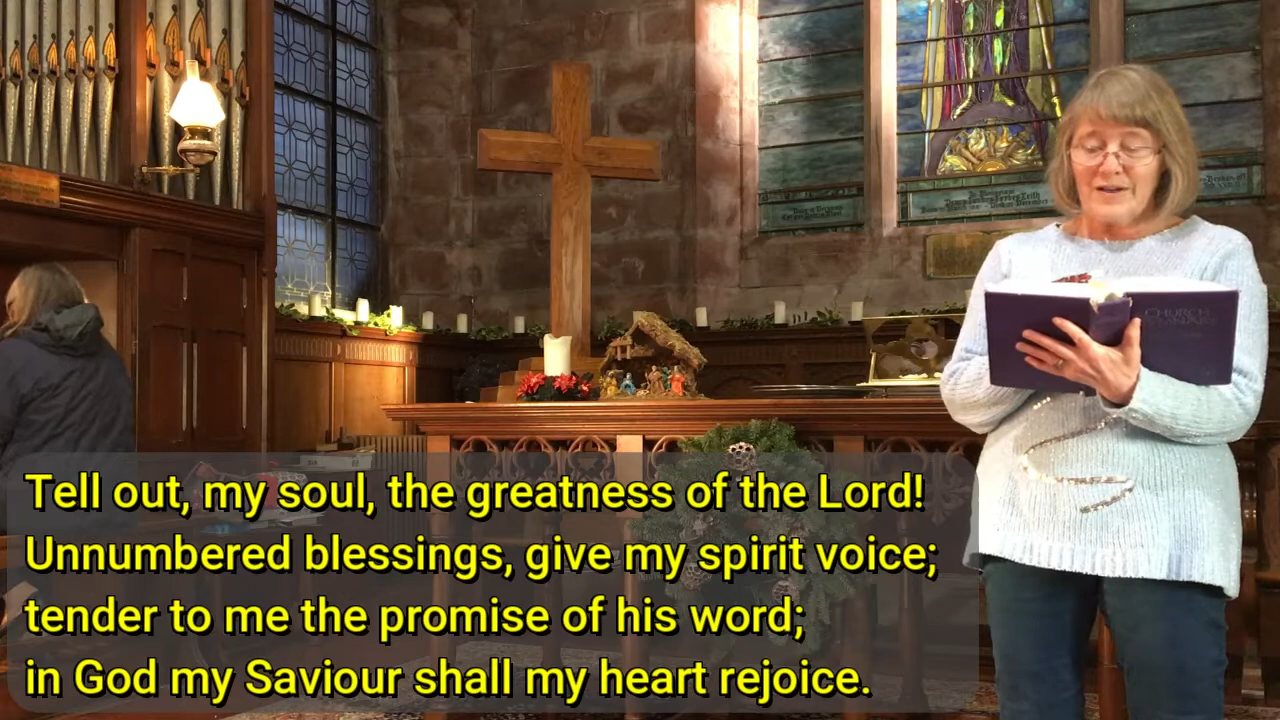 CHURCH
Tell out, my soul, the greatness of the Lord!
Unnumbered blessings, give my spirit voice;
tender to me the promise of his word;
in God my Saviour shall my heart rejoice.